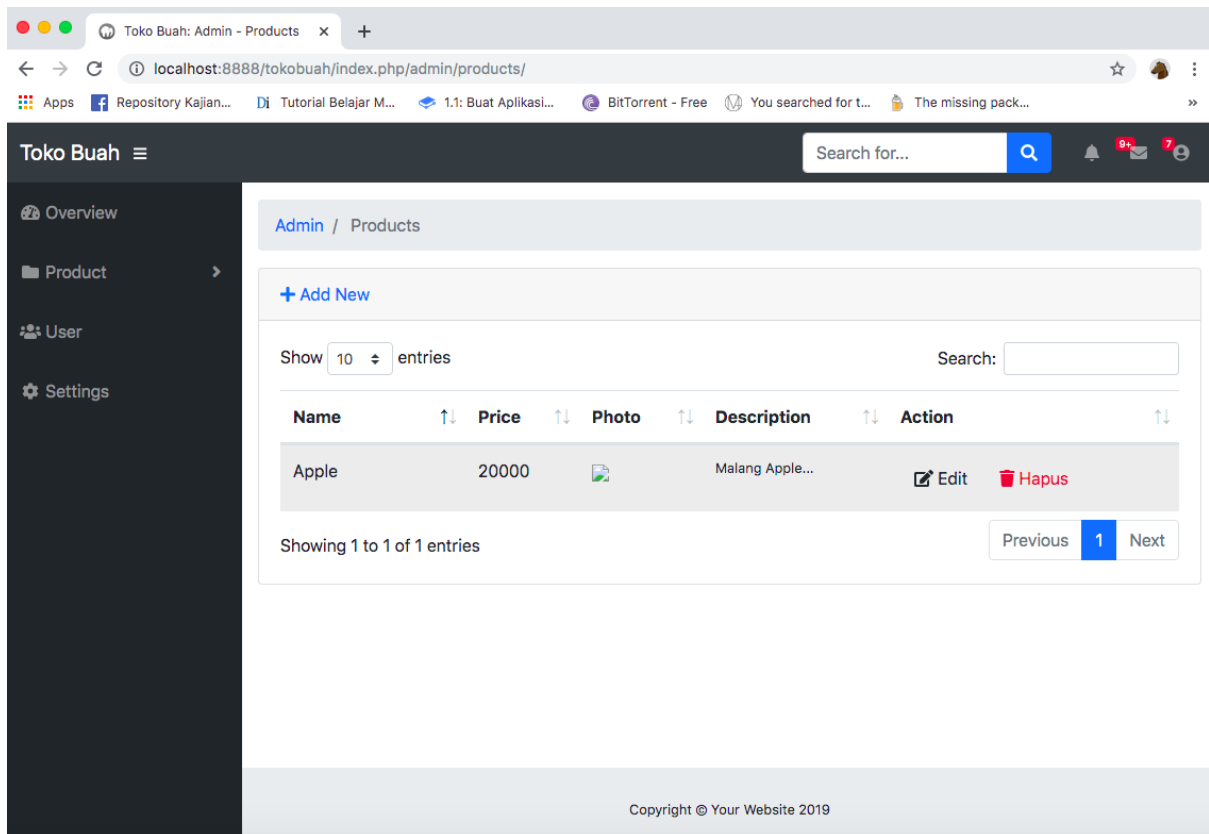 Toko Buah: Admin - Products
localhost:8888/tokobuah/index.php/admin/products/
Apps Repository Kajian... Di Tutorial Belajar M... 1.1: Buat Aplikasi... BitTorrent - Free You searched for t... The missing pack... »
Toko Buah Search for... 9+ 7
Overview
Product
User
Settings
Admin / Products
Add New
Show 10 entries Search:
Name Price Photo Description Action
Apple 20000 Malang Apple... Edit Hapus
Showing 1 to 1 of 1 entries Previous 1 Next
Copyright © Your Website 2019